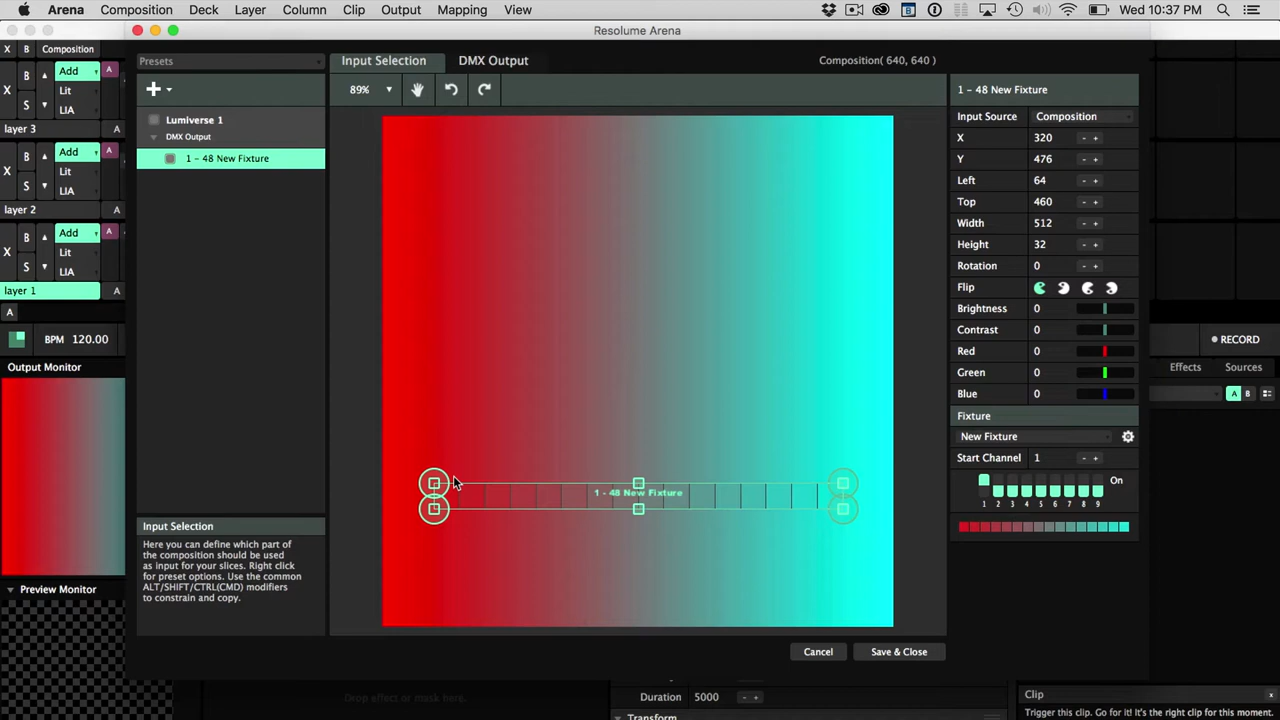 Arena Composition Deck Layer Column Clip Output Mapping View Wed 10:37 PM
Resolume Arena
X B Composition
Presets
Input Selection DMX Output Composition( 640, 640 )
B Add A
X Lit
S LIA
layer 3 A
B Add A
X Lit
S LIA
layer 2 A
B Add A
X Lit
S LIA
layer 1
A
BPM 120.00
Output Monitor
Preview Monitor
Lumiverse 1
DMX Output
1 - 48 New Fixture
Input Selection
Here you can define which part of
the composition should be used
as input for your slices. Right click
for preset options. Use the common
ALT/SHIFT/CTRL(CMD) modifiers
to constrain and copy.
89%
1 - 48 New Fixture
Cancel Save & Close
1 - 48 New Fixture
Input Source Composition
X 320 - +
Y 476 - +
Left 64 - +
Top 460 - +
Width 512 - +
Height 32 - +
Rotation 0 - +
Flip
Brightness 0
Contrast 0
Red 0
Green 0
Blue 0
Fixture
New Fixture
Start Channel 1 - +
On
1 2 3 4 5 6 7 8 9
RECORD
Effects Sources
A B
Drop effect or mask here.
Duration 5000 - +
Transform
Clip x
Trigger this clip. Go for it! It's the right clip for this moment.